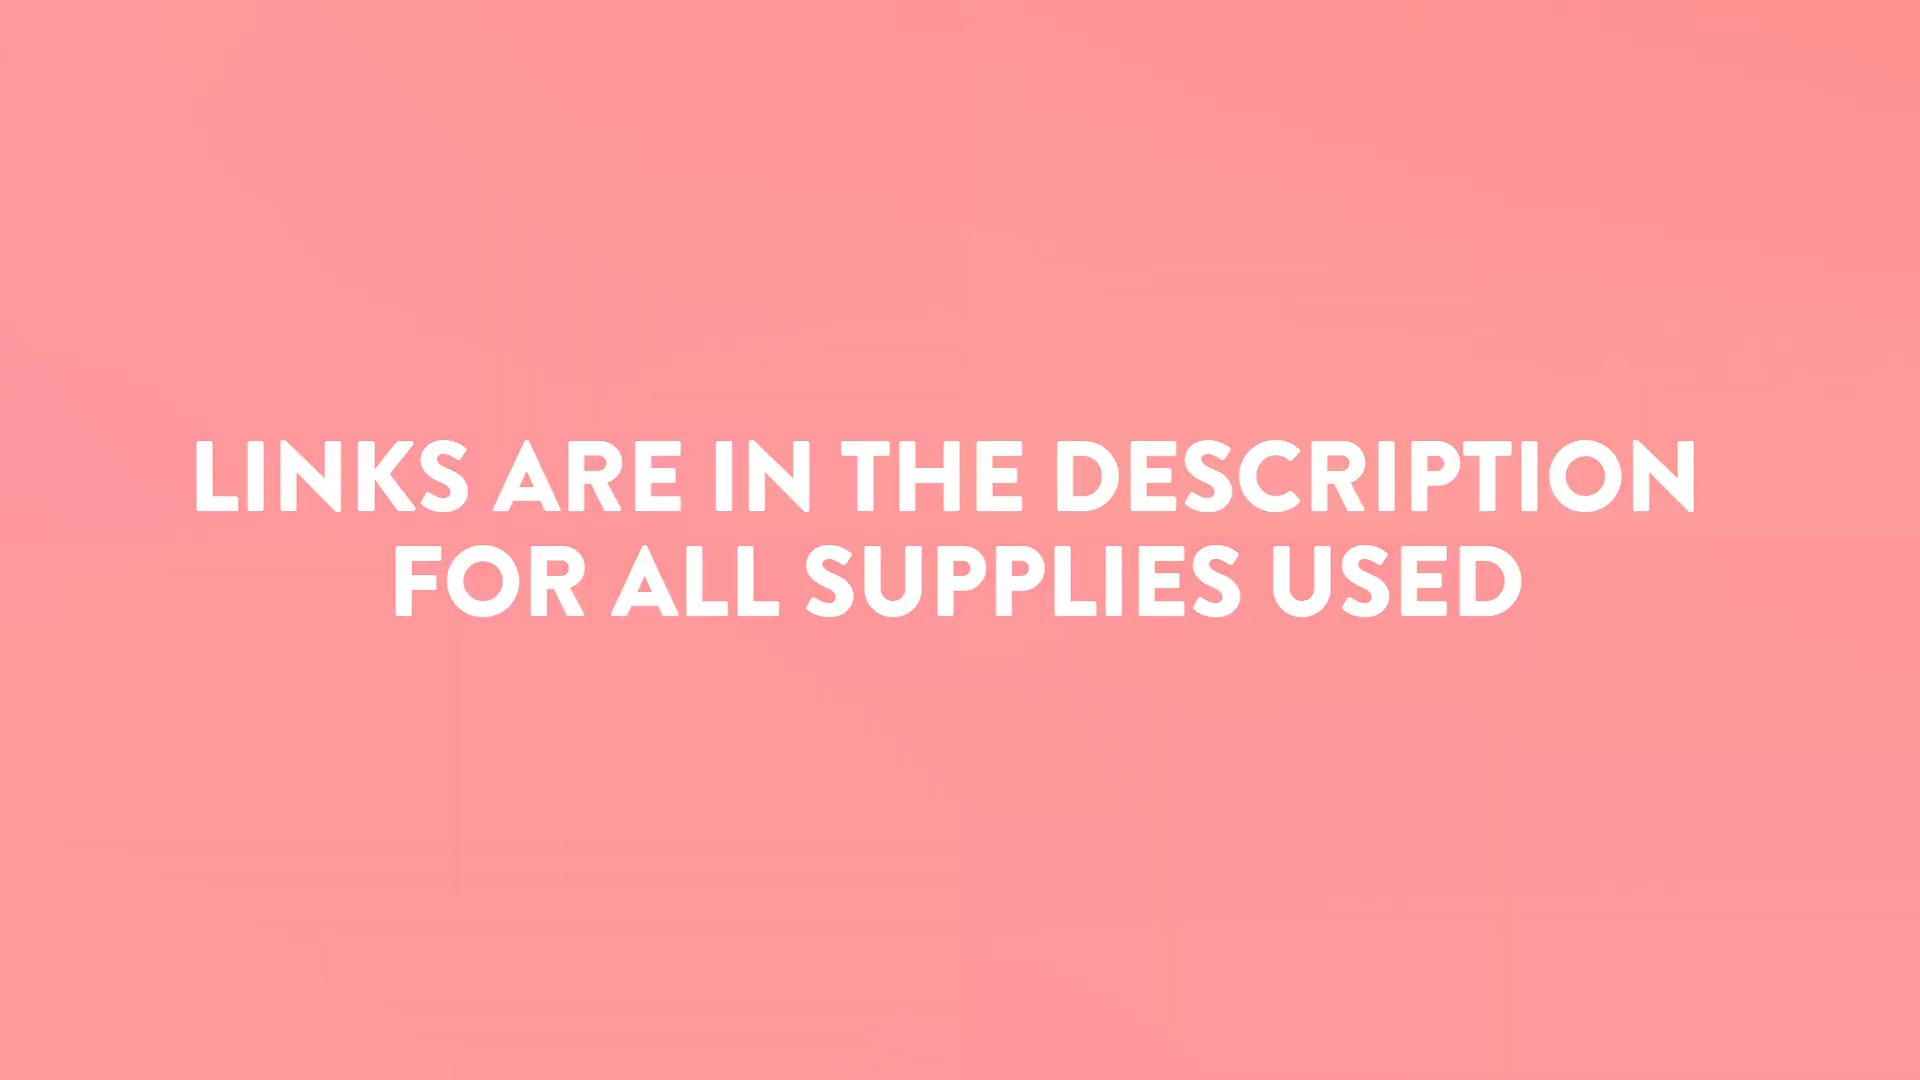 LINKS ARE IN THE DESCRIPTION
FOR ALL SUPPLIES USED